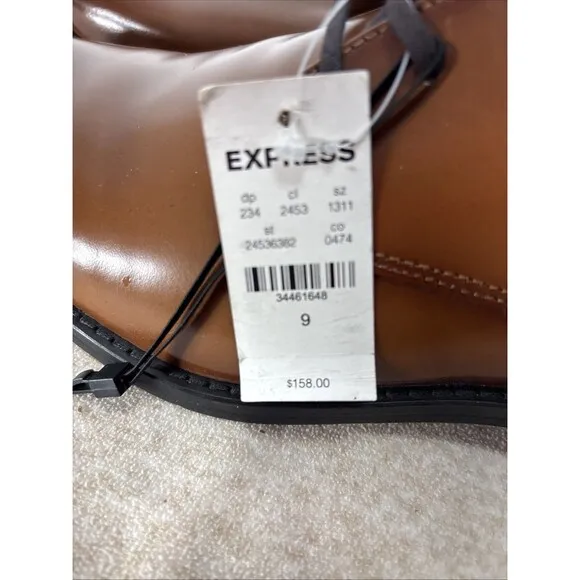 EXPRESS
dp cl sz
234 2453 1311
st co
24536382 0474
34461648
9
$158.00